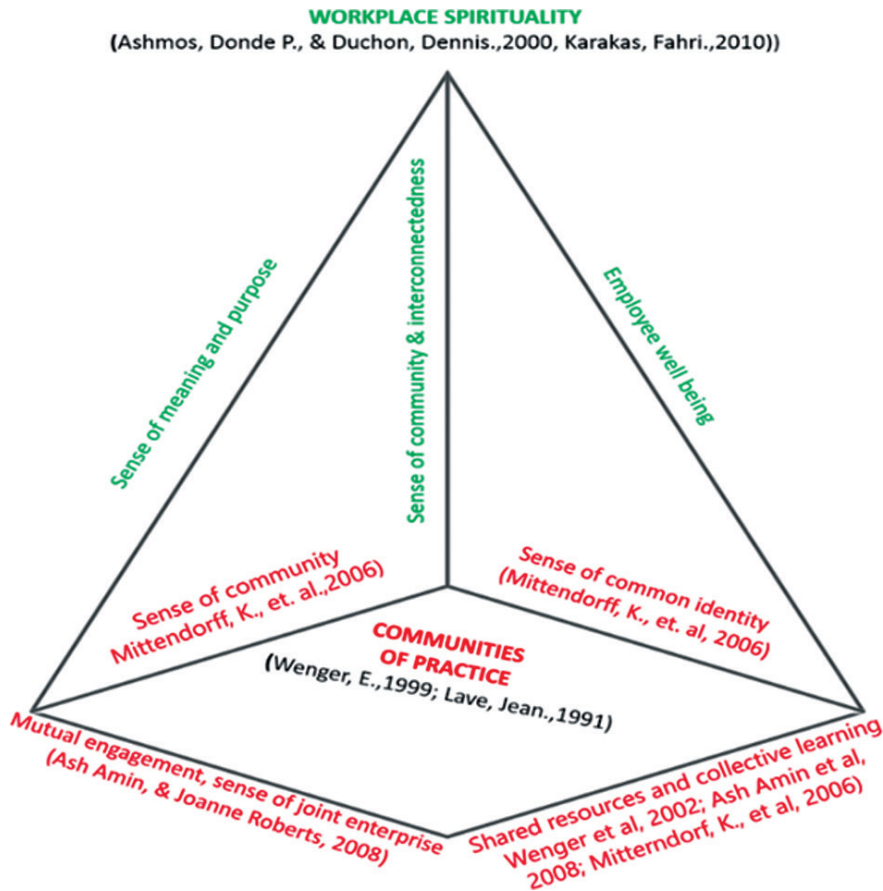 WORKPLACE SPIRITUALITY
(Ashmos, Donde P., & Duchon, Dennis.,2000, Karakas, Fahri.,2010))
Sense of meaning and purpose
Sense of community & interconnectedness
Employee well being
Sense of community
Mittendorff, K., et. al.,2006)
Sense of common identity
(Mittendorff, K., et. al, 2006)
COMMUNITIES
OF PRACTICE
(Wenger, E.,1999; Lave, Jean.,1991)
Mutual engagement, sense of joint enterprise
(Ash Amin, & Joanne Roberts, 2008)
Shared resources and collective learning
Wenger et al, 2002; Ash Amin et al,
2008; Mitterndorf, K., et al, 2006)